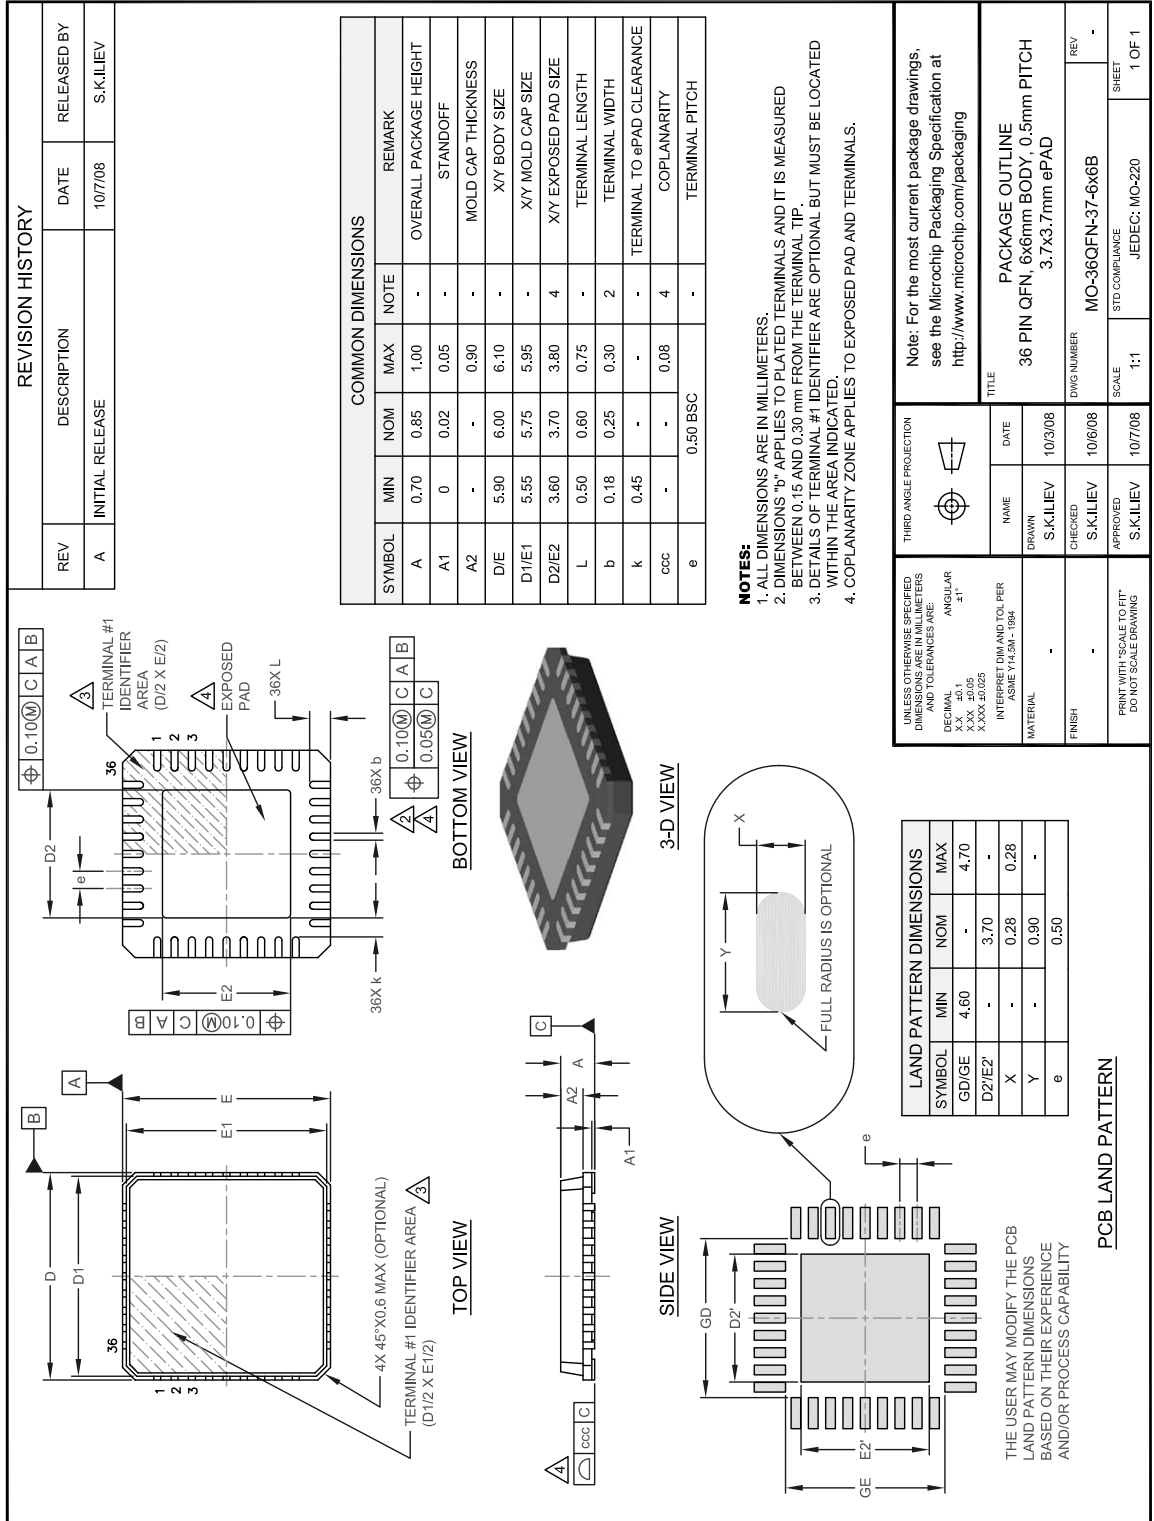 REVISION HISTORY
REV DESCRIPTION DATE RELEASED BY
A INITIAL RELEASE 10/7/08 S.K.ILIEV
B
A
D
D1
E1
E
36
1
2
3
4X 45°X0.6 MAX (OPTIONAL)
TERMINAL #1 IDENTIFIER AREA 3
(D1/2 X E1/2)
TOP VIEW
0.10 M C A B
D2
e
36
1
2
3
3
TERMINAL #1
IDENTIFIER
AREA
(D/2 X E/2)
4
EXPOSED
PAD
36X L
E2
0.10 M C A B
36X k
36X b
2
4
0.10 M C A B
0.05 M C
BOTTOM VIEW
COMMON DIMENSIONS
SYMBOL MIN NOM MAX NOTE REMARK
A 0.70 0.85 1.00 - OVERALL PACKAGE HEIGHT
A1 0 0.02 0.05 - STANDOFF
A2 - - 0.90 - MOLD CAP THICKNESS
D/E 5.90 6.00 6.10 - X/Y BODY SIZE
D1/E1 5.55 5.75 5.95 - X/Y MOLD CAP SIZE
D2/E2 3.60 3.70 3.80 4 X/Y EXPOSED PAD SIZE
L 0.50 0.60 0.75 - TERMINAL LENGTH
b 0.18 0.25 0.30 2 TERMINAL WIDTH
k 0.45 - - - TERMINAL TO ePAD CLEARANCE
ccc - - 0.08 4 COPLANARITY
e 0.50 BSC - TERMINAL PITCH
4
ccc C
C
A
A2
A1
SIDE VIEW
3-D VIEW
NOTES:
1. ALL DIMENSIONS ARE IN MILLIMETERS.
2. DIMENSIONS "b" APPLIES TO PLATED TERMINALS AND IT IS MEASURED
BETWEEN 0.15 AND 0.30 mm FROM THE TERMINAL TIP.
3. DETAILS OF TERMINAL #1 IDENTIFIER ARE OPTIONAL BUT MUST BE LOCATED
WITHIN THE AREA INDICATED.
4. COPLANARITY ZONE APPLIES TO EXPOSED PAD AND TERMINALS.
GD
D2'
GE
E2'
e
Y
X
FULL RADIUS IS OPTIONAL
LAND PATTERN DIMENSIONS
SYMBOL MIN NOM MAX
GD/GE 4.60 - 4.70
D2'/E2' - 3.70 -
X - 0.28 0.28
Y - 0.90 -
e 0.50
THE USER MAY MODIFY THE PCB
LAND PATTERN DIMENSIONS
BASED ON THEIR EXPERIENCE
AND/OR PROCESS CAPABILITY
PCB LAND PATTERN
UNLESS OTHERWISE SPECIFIED
DIMENSIONS ARE IN MILLIMETERS
AND TOLERANCES ARE:
DECIMAL ANGULAR
X.X ±0.1 ±1°
X.XX ±0.05
X.XXX ±0.025
INTERPRET DIM AND TOL PER
ASME Y14.5M - 1994
MATERIAL
-
FINISH
-
PRINT WITH "SCALE TO FIT"
DO NOT SCALE DRAWING
THIRD ANGLE PROJECTION
NAME DATE
DRAWN
S.K.ILIEV 10/3/08
CHECKED
S.K.ILIEV 10/6/08
APPROVED
S.K.ILIEV 10/7/08
Note: For the most current package drawings,
see the Microchip Packaging Specification at
http://www.microchip.com/packaging
TITLE
PACKAGE OUTLINE
36 PIN QFN, 6x6mm BODY, 0.5mm PITCH
3.7x3.7mm ePAD
DWG NUMBER
MO-36QFN-37-6x6B
REV
-
SCALE
1:1
STD COMPLIANCE
JEDEC: MO-220
SHEET
1 OF 1